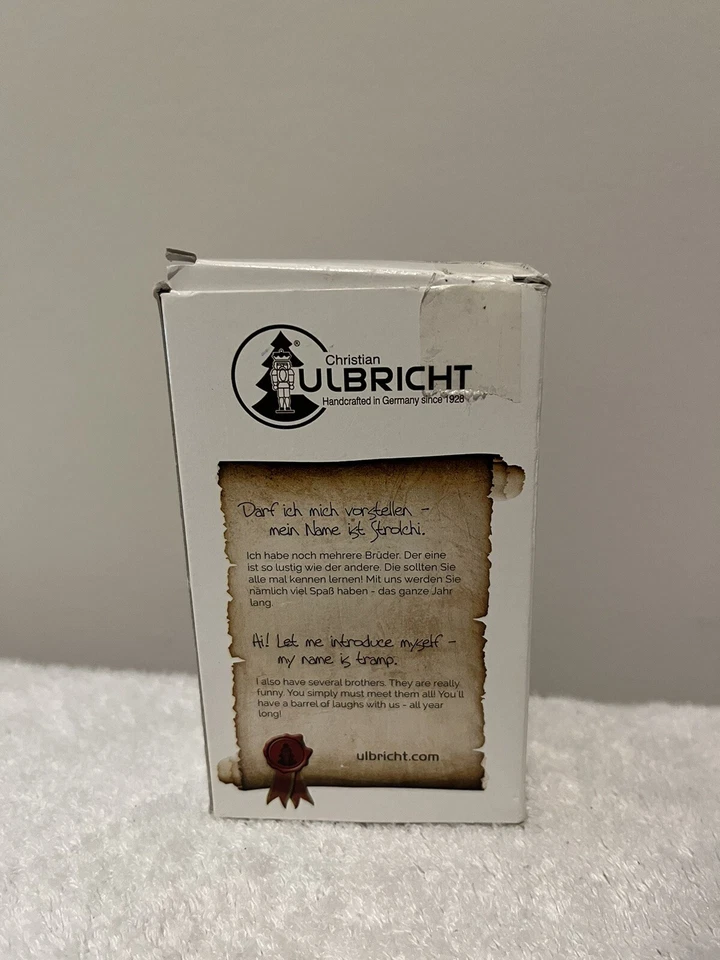 ®
Christian
ULBRICHT
Handcrafted in Germany since 1928
Darf ich mich vorstellen -
mein Name ist Strolchi.
Ich habe noch mehrere Brüder. Der eine
ist so lustig wie der andere. Die sollten Sie
alle mal kennen lernen! Mit uns werden Sie
nämlich viel Spaß haben - das ganze Jahr
lang.
Hi! Let me introduce myself -
my name is tramp.
I also have several brothers. They are really
funny. You simply must meet them all! You'll
have a barrel of laughs with us - all year
long!
ulbricht.com